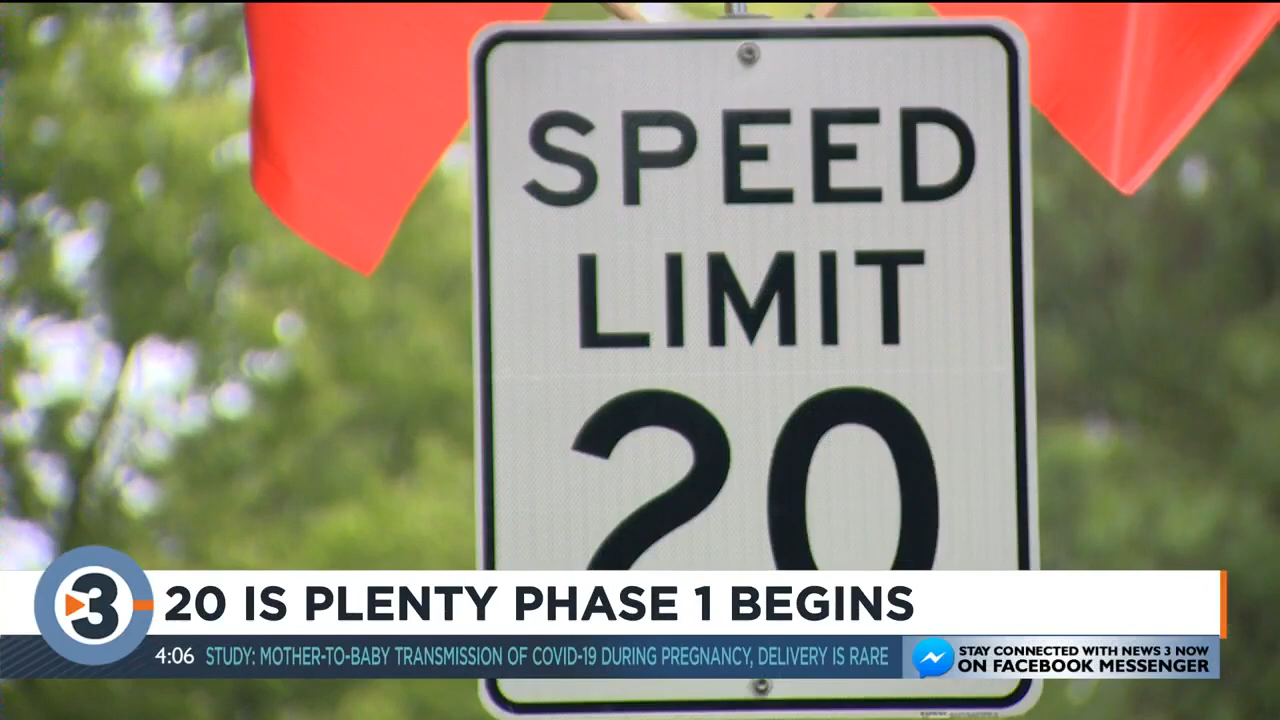 SPEED
LIMIT
20
3
20 IS PLENTY PHASE 1 BEGINS
4:06 STUDY: MOTHER-TO-BABY TRANSMISSION OF COVID-19 DURING PREGNANCY, DELIVERY IS RARE
STAY CONNECTED WITH NEWS 3 NOW
ON FACEBOOK MESSENGER